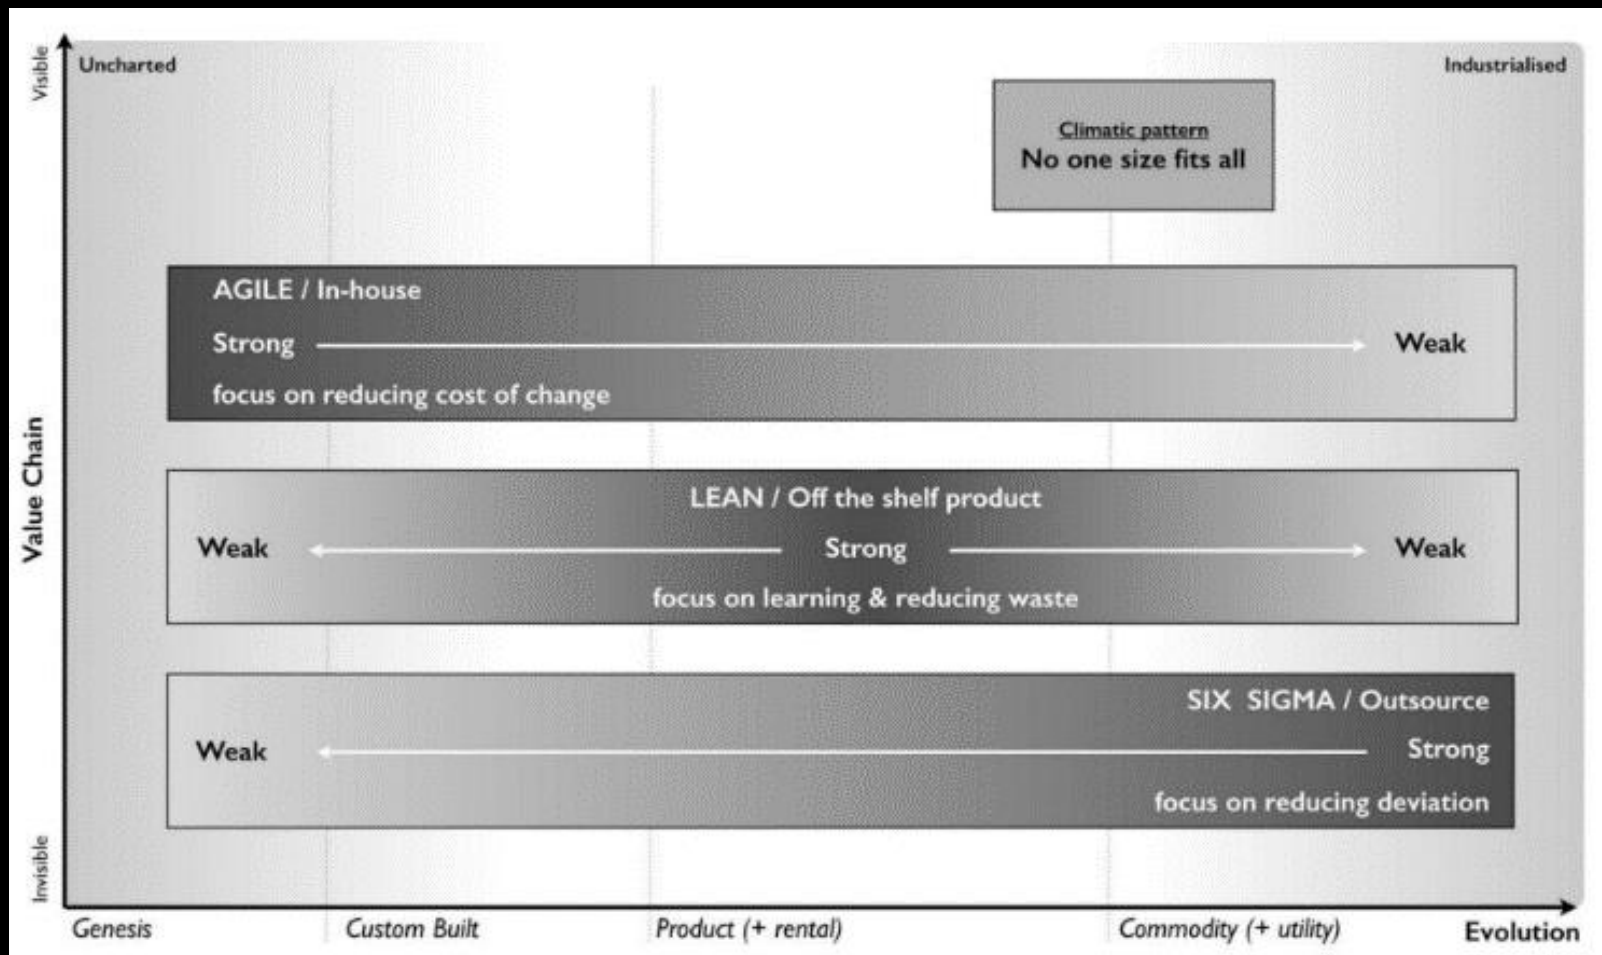 Visible
Uncharted
Industrialised
Climatic pattern
No one size fits all
AGILE / In-house
Strong
Weak
focus on reducing cost of change
Value Chain
LEAN / Off the shelf product
Weak
Strong
Weak
focus on learning & reducing waste
SIX SIGMA / Outsource
Weak
Strong
focus on reducing deviation
Invisible
Genesis
Custom Built
Product (+ rental)
Commodity (+ utility)
Evolution